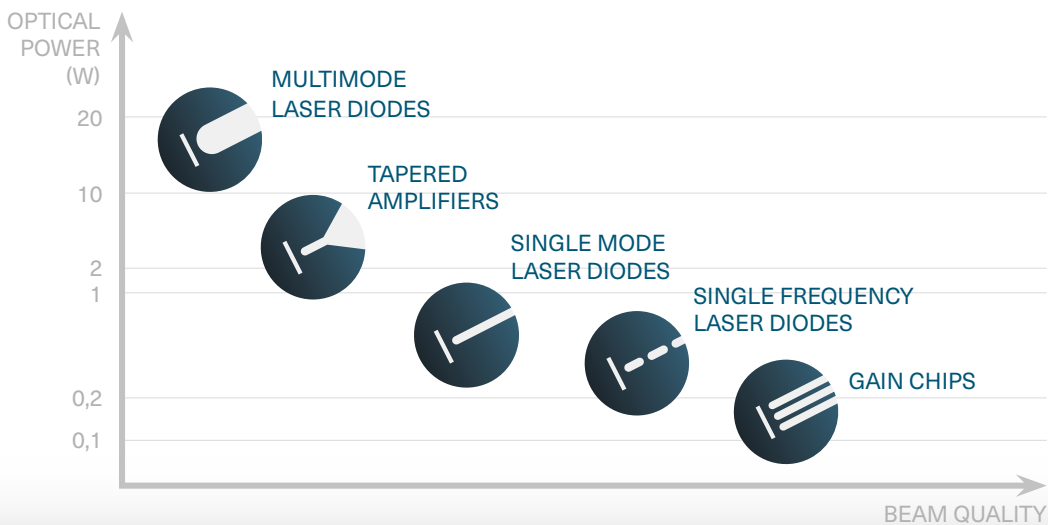 OPTICAL
POWER
(W)
MULTIMODE
LASER DIODES
20
TAPERED
AMPLIFIERS
10
SINGLE MODE
LASER DIODES
2
1
SINGLE FREQUENCY
LASER DIODES
GAIN CHIPS
0,2
0,1
BEAM QUALITY